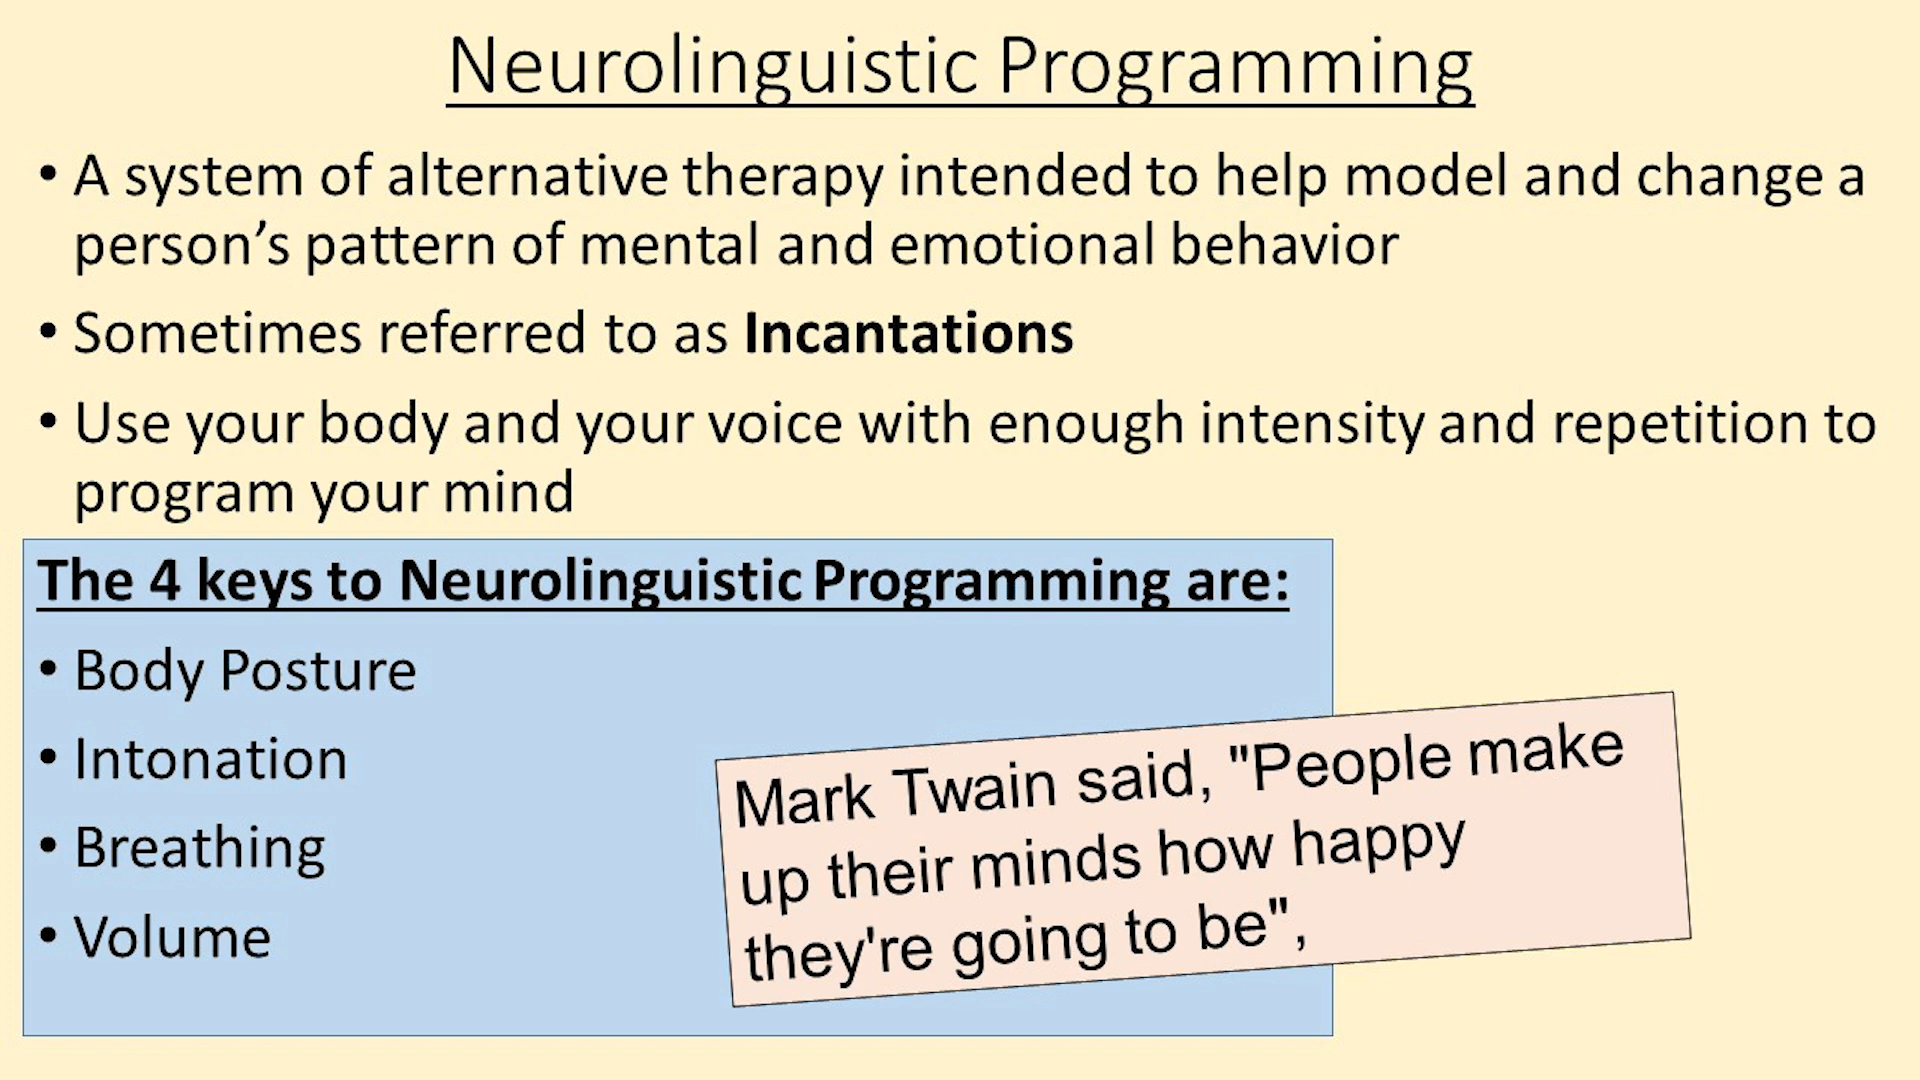 Neurolinguistic Programming
• A system of alternative therapy intended to help model and change a
person’s pattern of mental and emotional behavior
• Sometimes referred to as Incantations
• Use your body and your voice with enough intensity and repetition to
program your mind
The 4 keys to Neurolinguistic Programming are:
• Body Posture
• Intonation
• Breathing
• Volume
Mark Twain said, "People make
up their minds how happy
they're going to be",